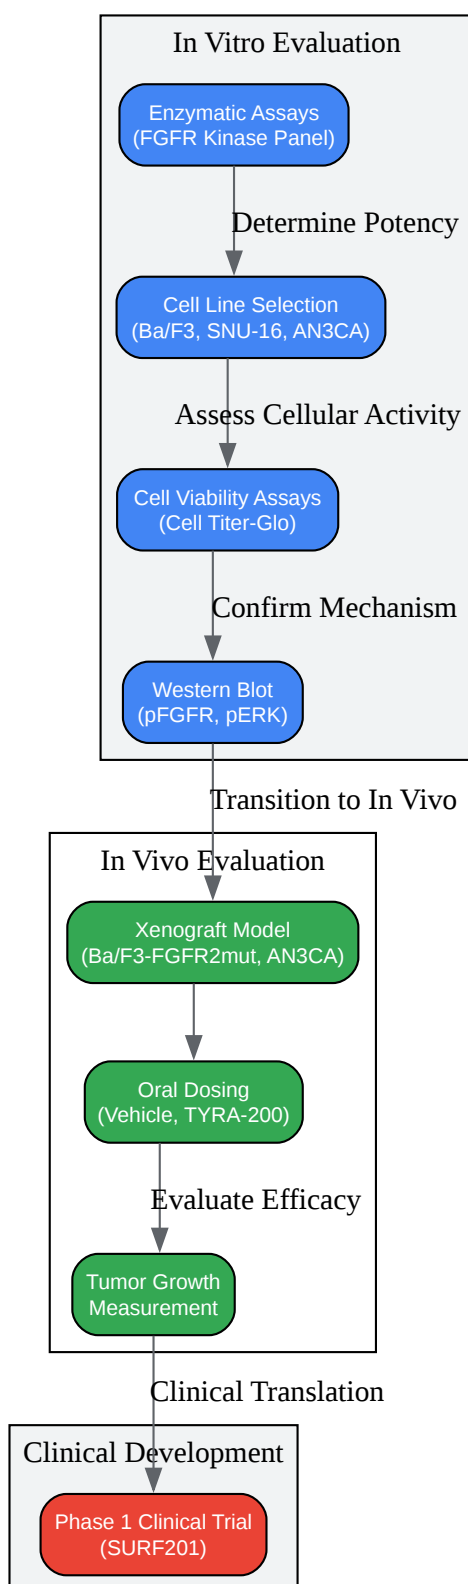 In Vitro Evaluation
Enzymatic Assays
(FGFR Kinase Panel)
Determine Potency
Cell Line Selection
(Ba/F3, SNU-16, AN3CA)
Assess Cellular Activity
Cell Viability Assays
(Cell Titer-Glo)
Confirm Mechanism
Western Blot
(pFGFR, pERK)
Transition to In Vivo
In Vivo Evaluation
Xenograft Model
(Ba/F3-FGFR2mut, AN3CA)
Oral Dosing
(Vehicle, TYRA-200)
Evaluate Efficacy
Tumor Growth
Measurement
Clinical Translation
Clinical Development
Phase 1 Clinical Trial
(SURF201)